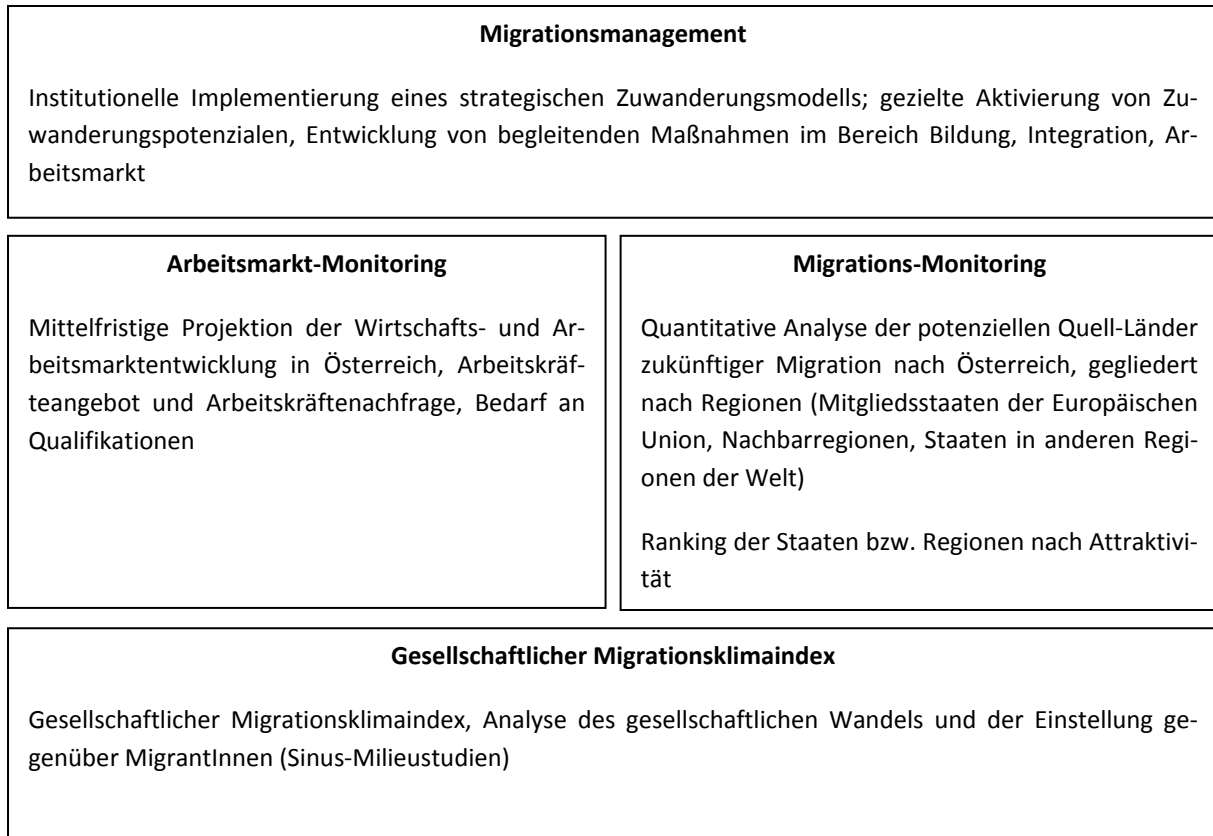 Migrationsmanagement
Institutionelle Implementierung eines strategischen Zuwanderungsmodells; gezielte Aktivierung von Zu-
wanderungspotenzialen, Entwicklung von begleitenden Maßnahmen im Bereich Bildung, Integration, Ar-
beitsmarkt
Arbeitsmarkt-Monitoring
Mittelfristige Projektion der Wirtschafts- und Ar-
beitsmarktentwicklung in Österreich, Arbeitskräf-
teangebot und Arbeitskräftenachfrage, Bedarf an
Qualifikationen
Migrations-Monitoring
Quantitative Analyse der potenziellen Quell-Länder
zukünftiger Migration nach Österreich, gegliedert
nach Regionen (Mitgliedsstaaten der Europäischen
Union, Nachbarregionen, Staaten in anderen Regi-
onen der Welt)
Ranking der Staaten bzw. Regionen nach Attraktivi-
tät
Gesellschaftlicher Migrationsklimaindex
Gesellschaftlicher Migrationsklimaindex, Analyse des gesellschaftlichen Wandels und der Einstellung ge-
genüber MigrantInnen (Sinus-Milieustudien)